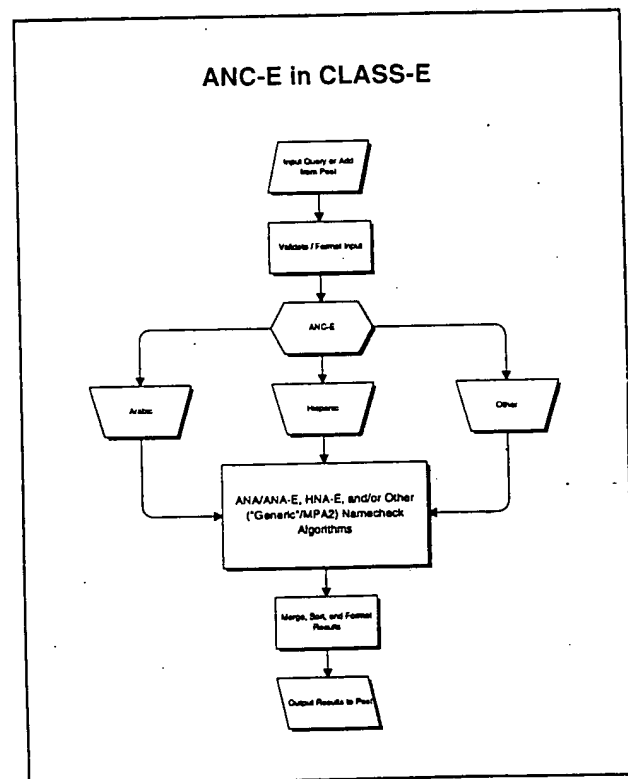 ANC-E in CLASS-E
Input Query or Add
from Post
Validate / Format Input
ANC-E
Arabic
Hispanic
Other
ANA/ANA-E, HNA-E, and/or Other
("Generic"/MPA2) Namecheck
Algorithms
Merge, Sort, and Format
Results
Output Results to Post